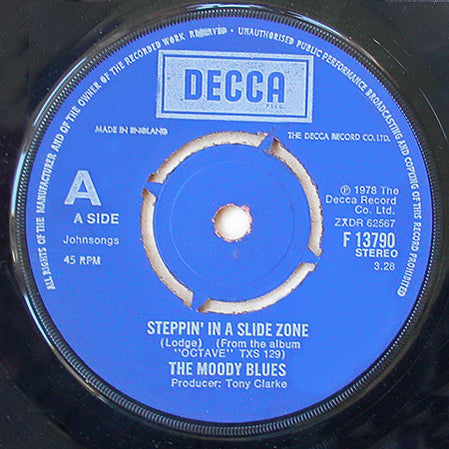 ALL RIGHTS OF THE MANUFACTURER AND OF THE OWNER OF THE RECORDED WORK RESERVED · UNAUTHORISED PUBLIC PERFORMANCE BROADCASTING AND COPYING OF THIS RECORD PROHIBITED
DECCA
MADE IN ENGLAND
THE DECCA RECORD CO. LTD.
A
A SIDE
Johnsongs
45 RPM
℗ 1978 The
Decca Record
Co. Ltd.
ZXDR 62567
F 13790
STEREO
3.28
STEPPIN' IN A SLIDE ZONE
(Lodge) (From the album
"OCTAVE" TXS 129)
THE MOODY BLUES
Producer: Tony Clarke